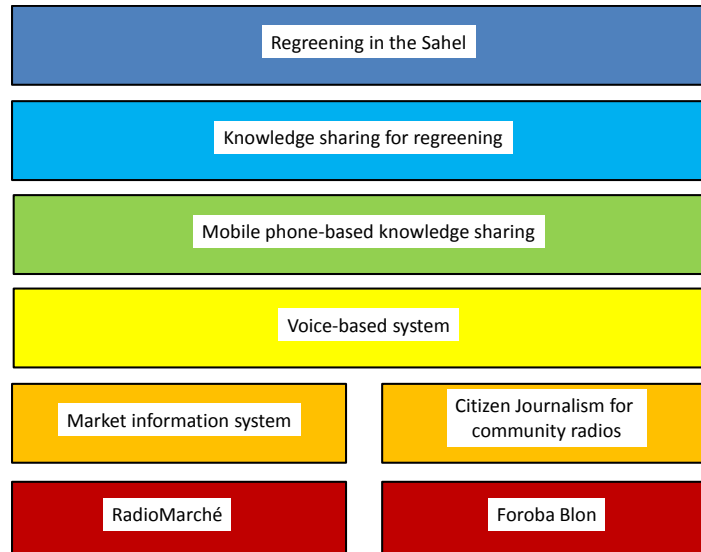 Regreening in the Sahel
Knowledge sharing for regreening
Mobile phone-based knowledge sharing
Voice-based system
Market information system
Citizen Journalism for
community radios
RadioMarché
Foroba Blon